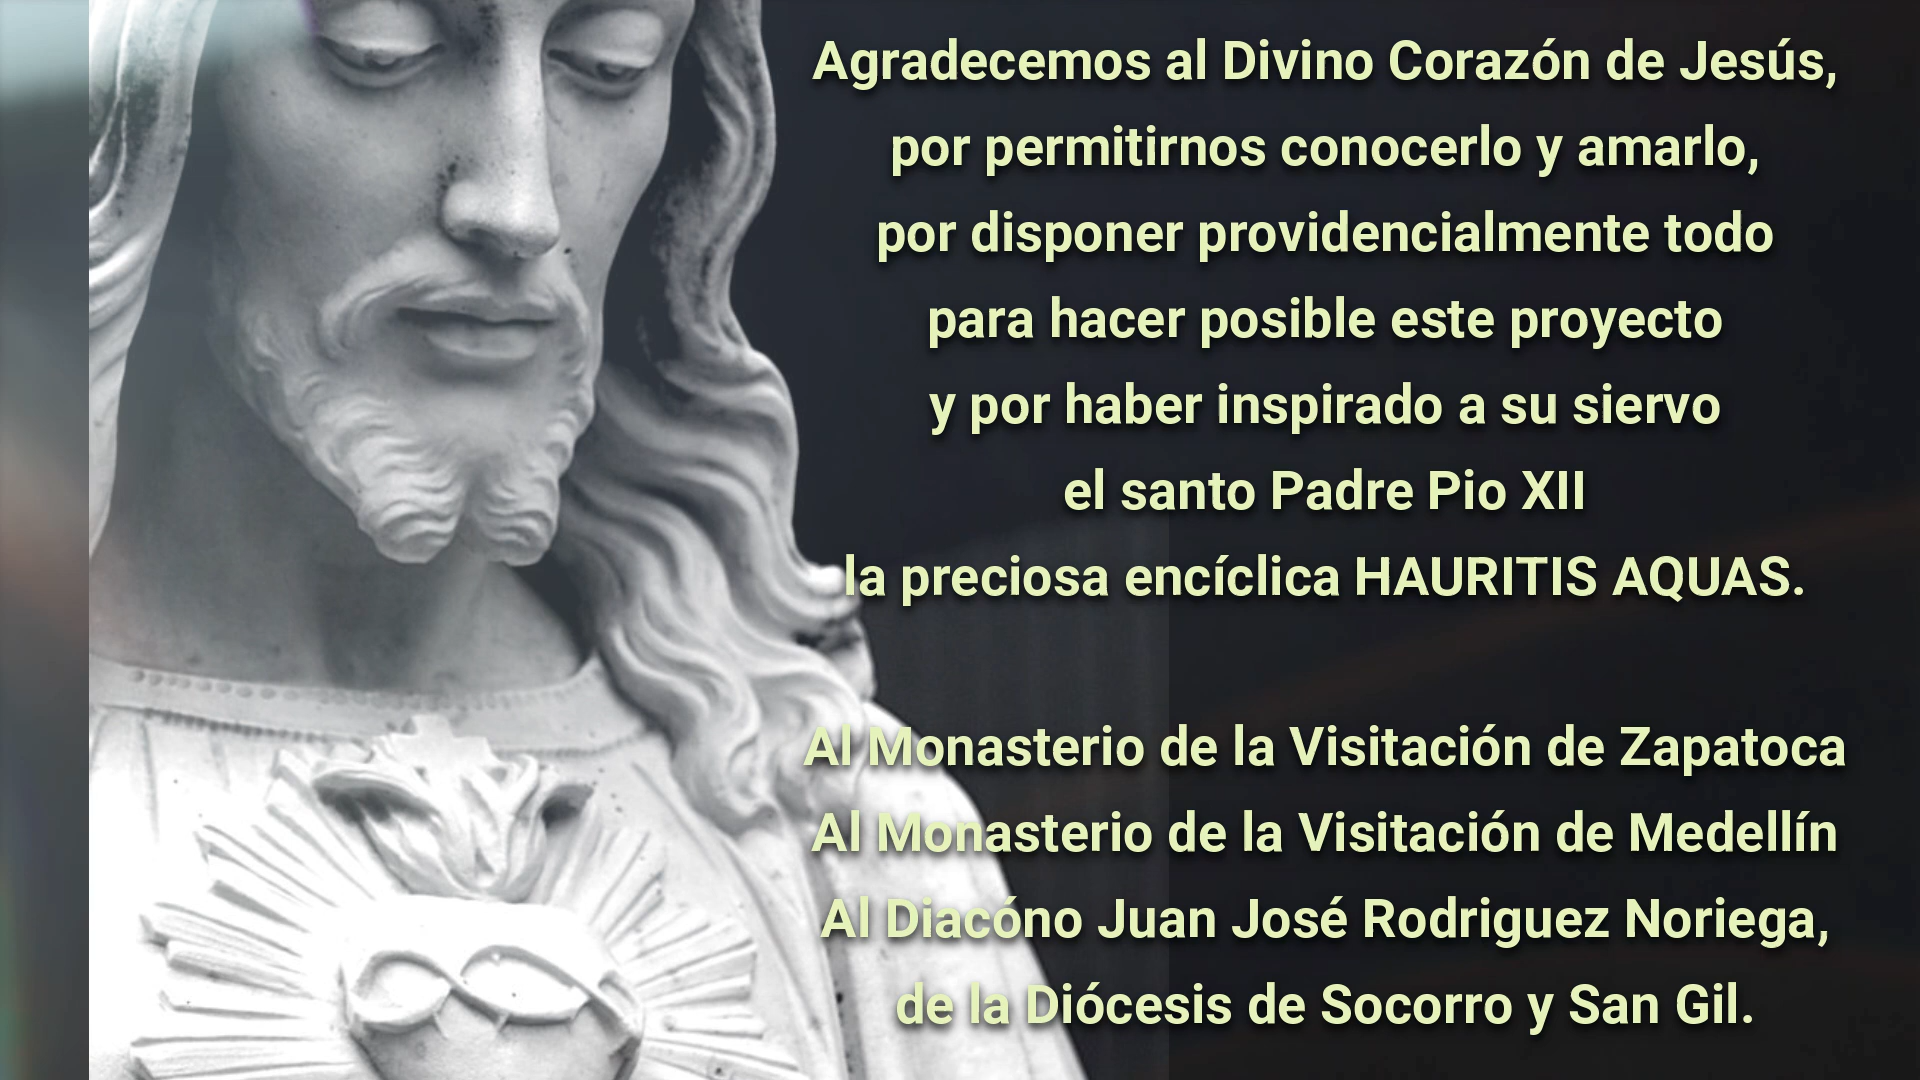 Agradecemos al Divino Corazón de Jesús,
por permitirnos conocerlo y amarlo,
por disponer providencialmente todo
para hacer posible este proyecto
y por haber inspirado a su siervo
el santo Padre Pio XII
la preciosa encíclica HAURITIS AQUAS.
Al Monasterio de la Visitación de Zapatoca
Al Monasterio de la Visitación de Medellín
Al Diacóno Juan José Rodriguez Noriega,
de la Diócesis de Socorro y San Gil.